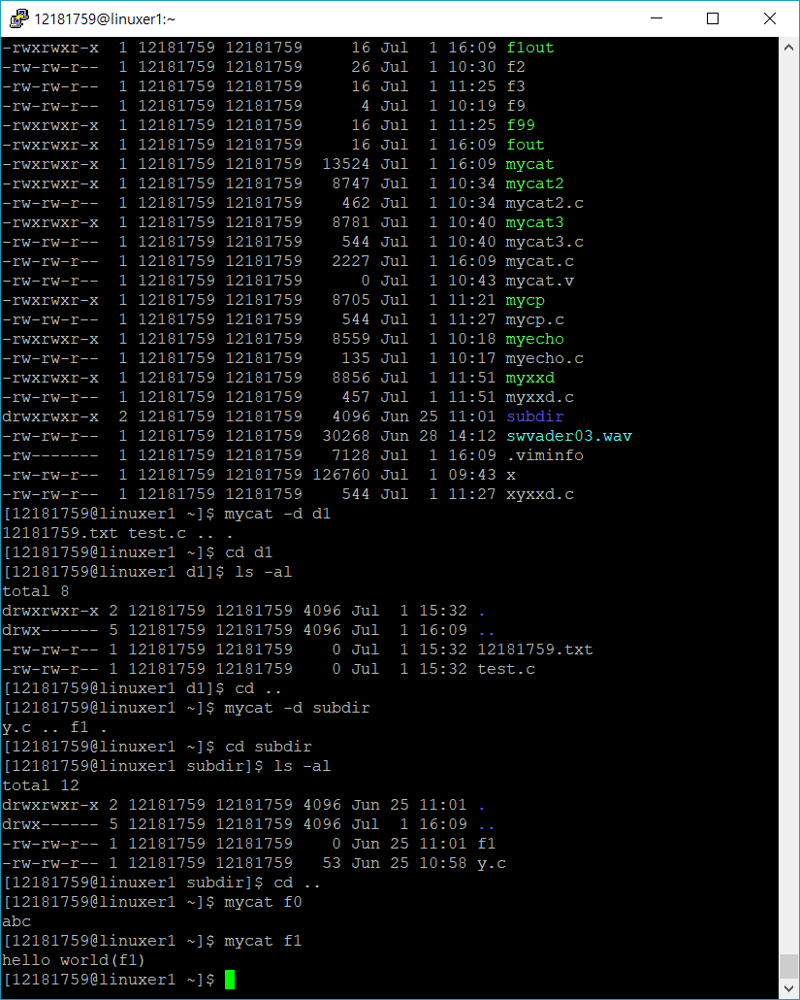 12181759@linuxer1:~
-rwxrwxr-x  1 12181759 12181759     16 Jul  1 16:09 f1out
-rw-rw-r--  1 12181759 12181759     26 Jul  1 10:30 f2
-rw-rw-r--  1 12181759 12181759     16 Jul  1 11:25 f3
-rw-rw-r--  1 12181759 12181759      4 Jul  1 10:19 f9
-rwxrwxr-x  1 12181759 12181759     16 Jul  1 11:25 f99
-rwxrwxr-x  1 12181759 12181759     16 Jul  1 16:09 fout
-rwxrwxr-x  1 12181759 12181759  13524 Jul  1 16:09 mycat
-rwxrwxr-x  1 12181759 12181759   8747 Jul  1 10:34 mycat2
-rw-rw-r--  1 12181759 12181759    462 Jul  1 10:34 mycat2.c
-rwxrwxr-x  1 12181759 12181759   8781 Jul  1 10:40 mycat3
-rw-rw-r--  1 12181759 12181759    544 Jul  1 10:40 mycat3.c
-rw-rw-r--  1 12181759 12181759   2227 Jul  1 16:09 mycat.c
-rw-rw-r--  1 12181759 12181759      0 Jul  1 10:43 mycat.v
-rwxrwxr-x  1 12181759 12181759   8705 Jul  1 11:21 mycp
-rw-rw-r--  1 12181759 12181759    544 Jul  1 11:27 mycp.c
-rwxrwxr-x  1 12181759 12181759   8559 Jul  1 10:18 myecho
-rw-rw-r--  1 12181759 12181759    135 Jul  1 10:17 myecho.c
-rwxrwxr-x  1 12181759 12181759   8856 Jul  1 11:51 myxxd
-rw-rw-r--  1 12181759 12181759    457 Jul  1 11:51 myxxd.c
drwxrwxr-x  2 12181759 12181759   4096 Jun 25 11:01 subdir
-rw-rw-r--  1 12181759 12181759  30268 Jun 28 14:12 swvader03.wav
-rw-------  1 12181759 12181759   7128 Jul  1 16:09 .viminfo
-rw-rw-r--  1 12181759 12181759 126760 Jul  1 09:43 x
-rw-rw-r--  1 12181759 12181759    544 Jul  1 11:27 xyxxd.c
[12181759@linuxer1 ~]$ mycat -d d1
12181759.txt test.c .. .
[12181759@linuxer1 ~]$ cd d1
[12181759@linuxer1 d1]$ ls -al
total 8
drwxrwxr-x 2 12181759 12181759 4096 Jul  1 15:32 .
drwx------ 5 12181759 12181759 4096 Jul  1 16:09 ..
-rw-rw-r-- 1 12181759 12181759    0 Jul  1 15:32 12181759.txt
-rw-rw-r-- 1 12181759 12181759    0 Jul  1 15:32 test.c
[12181759@linuxer1 d1]$ cd ..
[12181759@linuxer1 ~]$ mycat -d subdir
y.c .. f1 .
[12181759@linuxer1 ~]$ cd subdir
[12181759@linuxer1 subdir]$ ls -al
total 12
drwxrwxr-x 2 12181759 12181759 4096 Jun 25 11:01 .
drwx------ 5 12181759 12181759 4096 Jul  1 16:09 ..
-rw-rw-r-- 1 12181759 12181759    0 Jun 25 11:01 f1
-rw-rw-r-- 1 12181759 12181759   53 Jun 25 10:58 y.c
[12181759@linuxer1 subdir]$ cd ..
[12181759@linuxer1 ~]$ mycat f0
abc
[12181759@linuxer1 ~]$ mycat f1
hello world(f1)
[12181759@linuxer1 ~]$